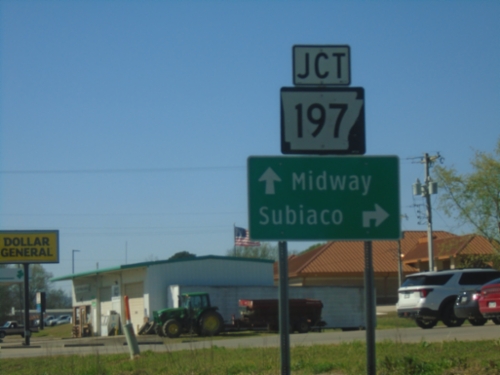 JCT
197
Midway
Subiaco
DOLLAR
GENERAL